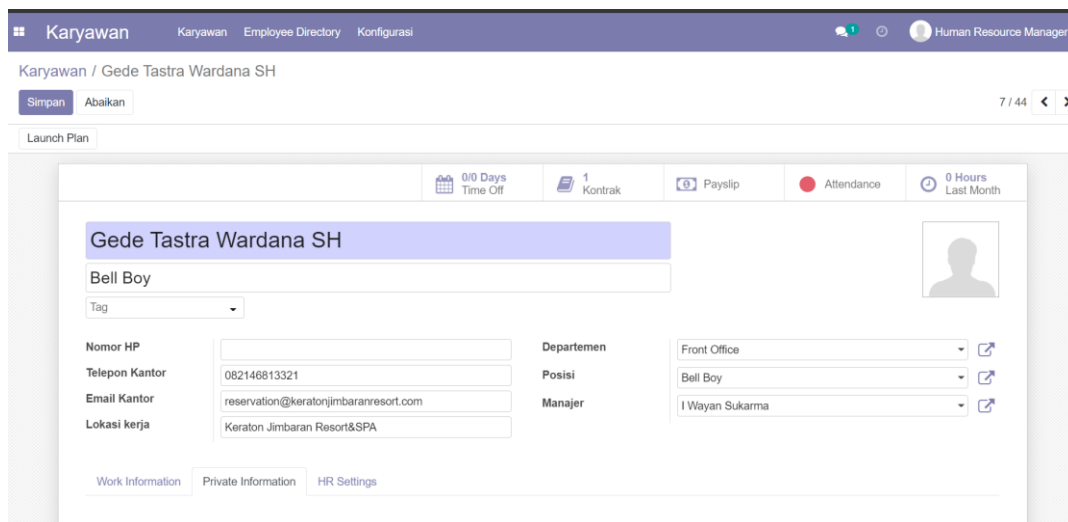 Karyawan Karyawan Employee Directory Konfigurasi 1 Human Resource Manager
Karyawan / Gede Tastra Wardana SH
Simpan Abaikan 7 / 44
Launch Plan
0/0 Days
Time Off
1
Kontrak
Payslip
Attendance
0 Hours
Last Month
Gede Tastra Wardana SH
Bell Boy
Tag
Nomor HP
Telepon Kantor 082146813321
Email Kantor reservation@keratonjimbaranresort.com
Lokasi kerja Keraton Jimbaran Resort&SPA
Departemen Front Office
Posisi Bell Boy
Manajer I Wayan Sukarma
Work Information Private Information HR Settings